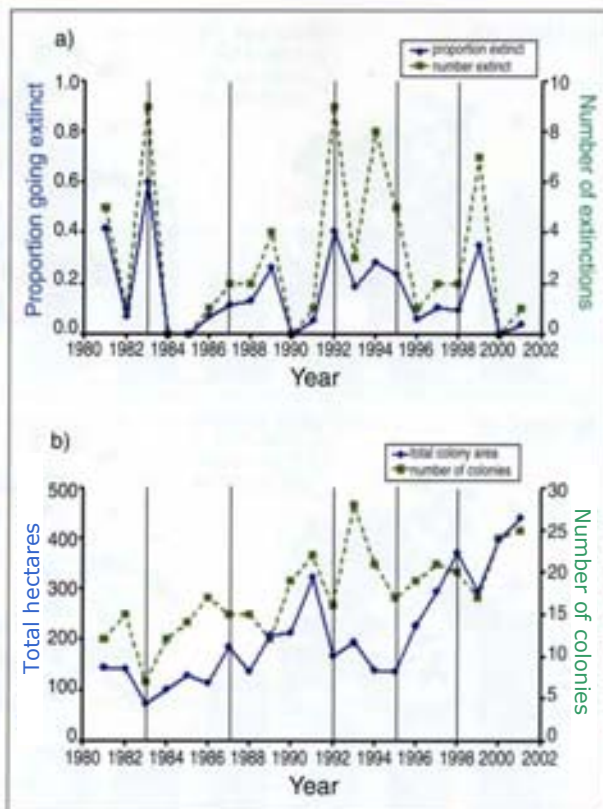 a)
proportion extinct
number extinct
Proportion going extinct
1.0
0.8
0.6
0.4
0.2
0.0
Number of extinctions
10
8
6
4
2
0
1980 1982 1984 1986 1988 1990 1992 1994 1996 1998 2000 2002
Year
b)
total colony area
number of colonies
Total hectares
500
400
300
200
100
0
Number of colonies
30
25
20
15
10
5
0
1980 1982 1984 1986 1988 1990 1992 1994 1996 1998 2000 2002
Year